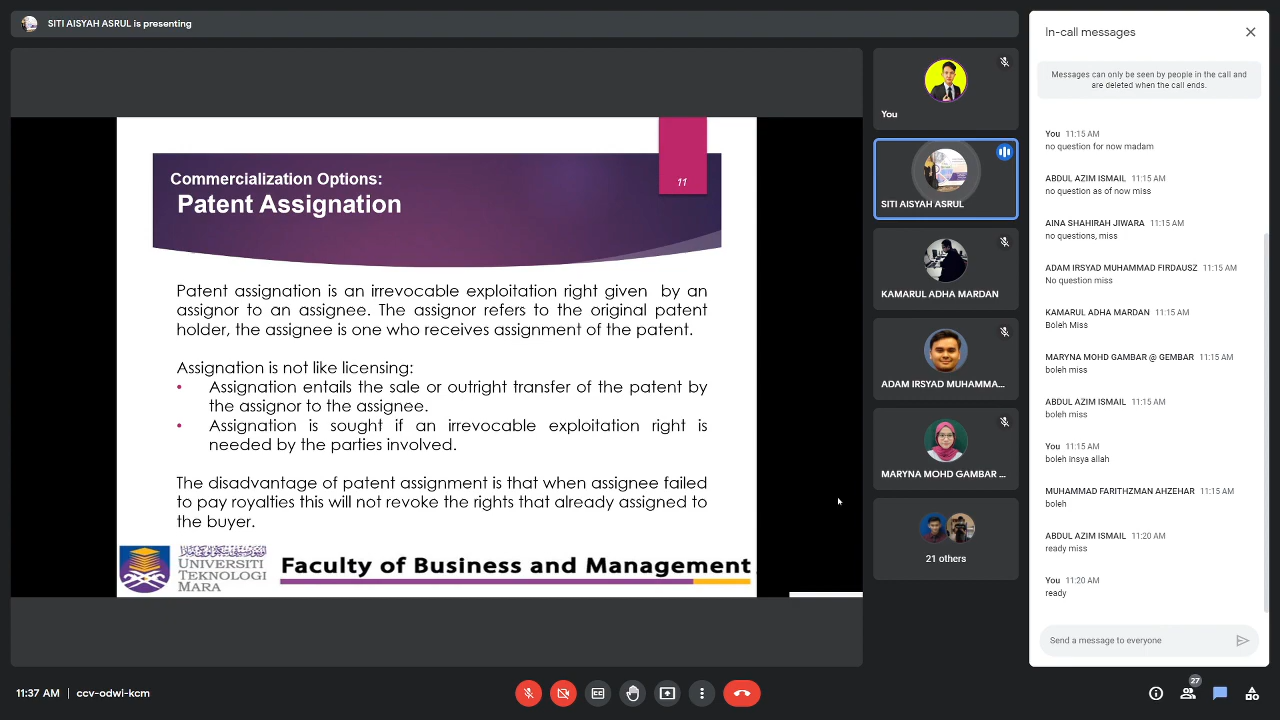 SITI AISYAH ASRUL is presenting
11
Commercialization Options:
Patent Assignation
Patent assignation is an irrevocable exploitation right given by an
assignor to an assignee. The assignor refers to the original patent
holder, the assignee is one who receives assignment of the patent.
Assignation is not like licensing:
• Assignation entails the sale or outright transfer of the patent by
the assignor to the assignee.
• Assignation is sought if an irrevocable exploitation right is
needed by the parties involved.
The disadvantage of patent assignment is that when assignee failed
to pay royalties this will not revoke the rights that already assigned to
the buyer.
UNIVERSITI
TEKNOLOGI
MARA
Faculty of Business and Management
You
SITI AISYAH ASRUL
KAMARUL ADHA MARDAN
ADAM IRSYAD MUHAMMA...
MARYNA MOHD GAMBAR ...
21 others
In-call messages
Messages can only be seen by people in the call and
are deleted when the call ends.
You 11:15 AM
no question for now madam
ABDUL AZIM ISMAIL 11:15 AM
no question as of now miss
AINA SHAHIRAH JIWARA 11:15 AM
no questions, miss
ADAM IRSYAD MUHAMMAD FIRDAUSZ 11:15 AM
No question miss
KAMARUL ADHA MARDAN 11:15 AM
Boleh Miss
MARYNA MOHD GAMBAR @ GEMBAR 11:15 AM
boleh miss
ABDUL AZIM ISMAIL 11:15 AM
boleh miss
You 11:15 AM
boleh insya allah
MUHAMMAD FARITHZMAN AHZEHAR 11:15 AM
boleh
ABDUL AZIM ISMAIL 11:20 AM
ready miss
You 11:20 AM
ready
Send a message to everyone
11:37 AM | ccv-odwi-kcm
27